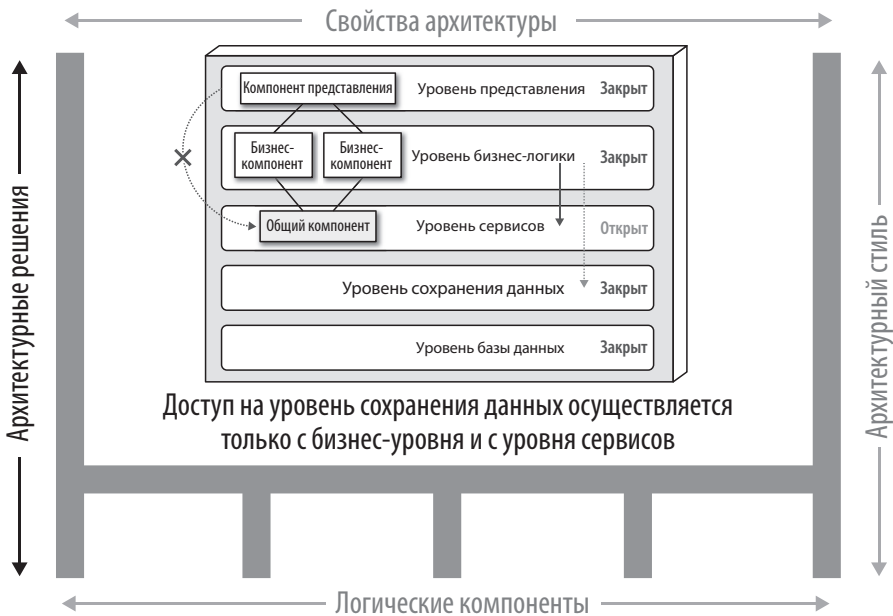 Свойства архитектуры
Компонент представления
Уровень представления
Закрыт
Бизнес-
компонент
Бизнес-
компонент
Уровень бизнес-логики
Закрыт
Общий компонент
Уровень сервисов
Открыт
Уровень сохранения данных
Закрыт
Уровень базы данных
Закрыт
Архитектурные решения
Архитектурный стиль
Доступ на уровень сохранения данных осуществляется
только с бизнес-уровня и с уровня сервисов
Логические компоненты